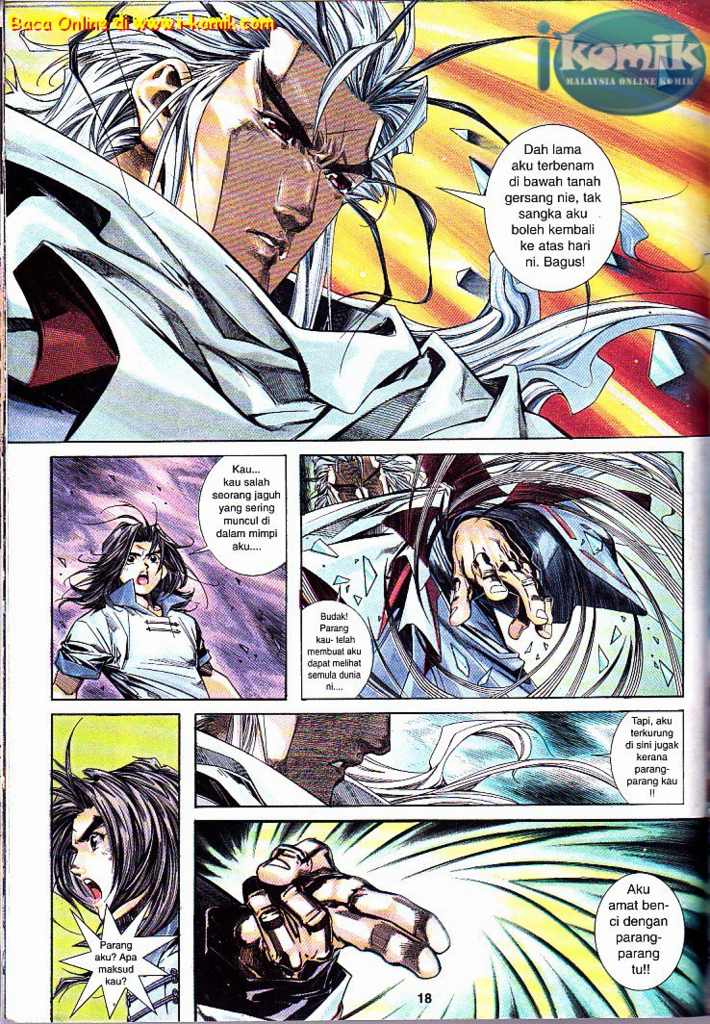 Baca Online di www.i-komik.com
ikomik
MALAYSIA ONLINE KOMIK
Dah lama
aku terbenam
di bawah tanah
gersang nie, tak
sangka aku
boleh kembali
ke atas hari
ni. Bagus!
Kau...
kau salah
seorang jaguh
yang sering
muncul di
dalam mimpi
aku....
Budak!
Parang
kau- telah
membuat aku
dapat melihat
semula dunia
ni....
Tapi, aku
terkurung
di sini jugak
kerana
parang-
parang kau
!!
Parang
aku? Apa
maksud
kau?
Aku
amat ben-
ci dengan
parang-
parang
tu!!
18